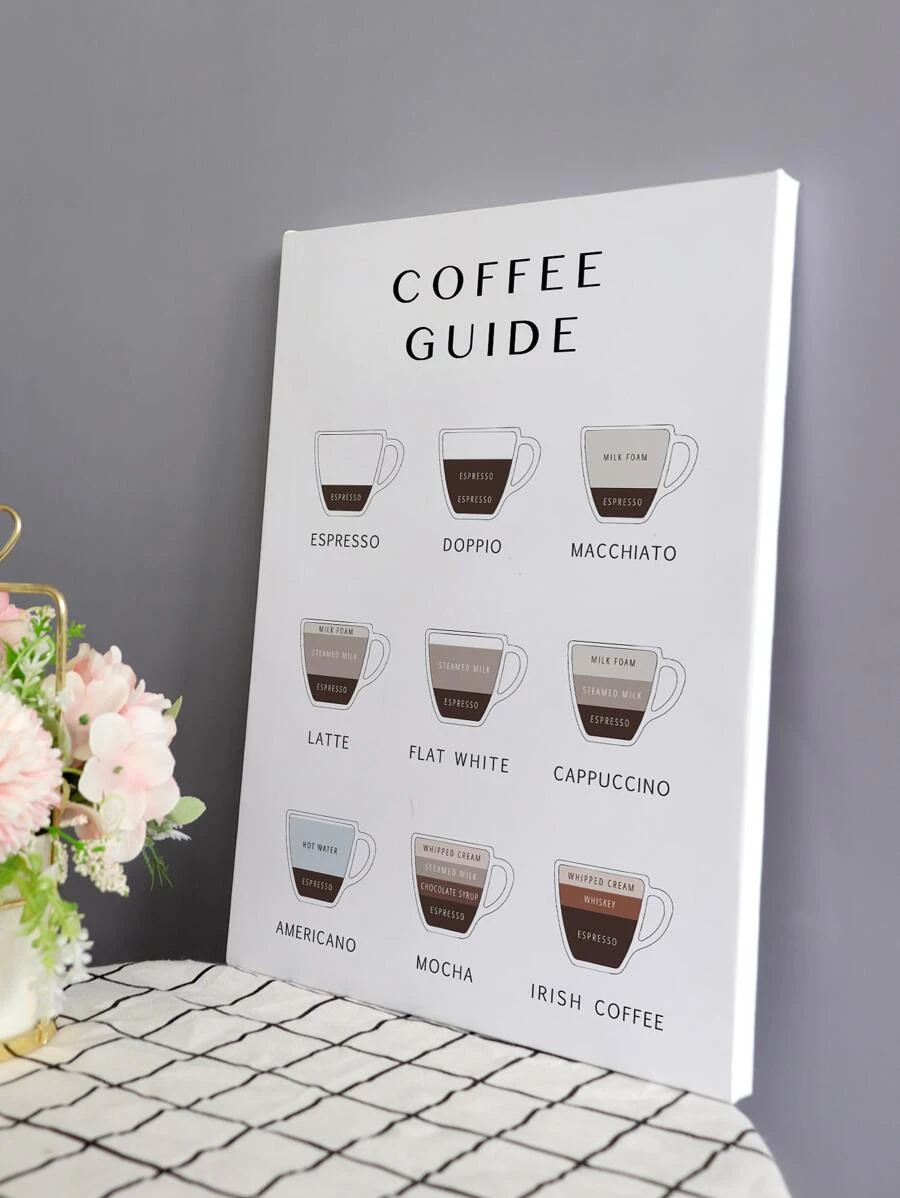 COFFEE
GUIDE
ESPRESSO
ESPRESSO
ESPRESSO
MILK FOAM
ESPRESSO
ESPRESSO
DOPPIO
MACCHIATO
MILK FOAM
STEAMED MILK
ESPRESSO
STEAMED MILK
ESPRESSO
MILK FOAM
STEAMED MILK
ESPRESSO
LATTE
FLAT WHITE
CAPPUCCINO
HOT WATER
ESPRESSO
WHIPPED CREAM
STEAMED MILK
CHOCOLATE SYRUP
ESPRESSO
WHIPPED CREAM
WHISKEY
ESPRESSO
AMERICANO
MOCHA
IRISH COFFEE